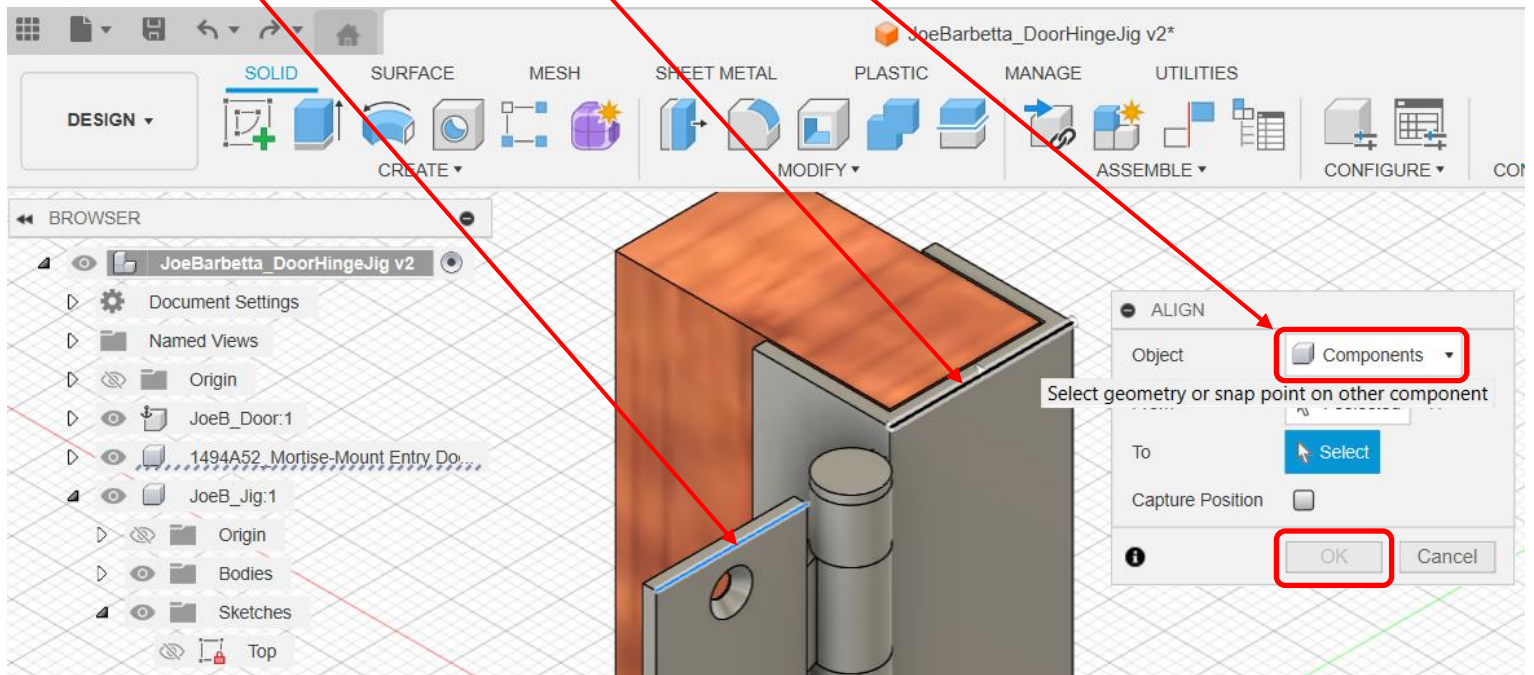 JoeBarbetta_DoorHingeJig v2*
SOLID SURFACE MESH SHEET METAL PLASTIC MANAGE UTILITIES
DESIGN
CREATE MODIFY ASSEMBLE CONFIGURE
BROWSER
JoeBarbetta_DoorHingeJig v2
Document Settings
Named Views
Origin
JoeB_Door:1
1494A52_Mortise-Mount Entry Do...
JoeB_Jig:1
Origin
Bodies
Sketches
Top
ALIGN
Object Components
Select geometry or snap point on other component
To Select
Capture Position
OK Cancel